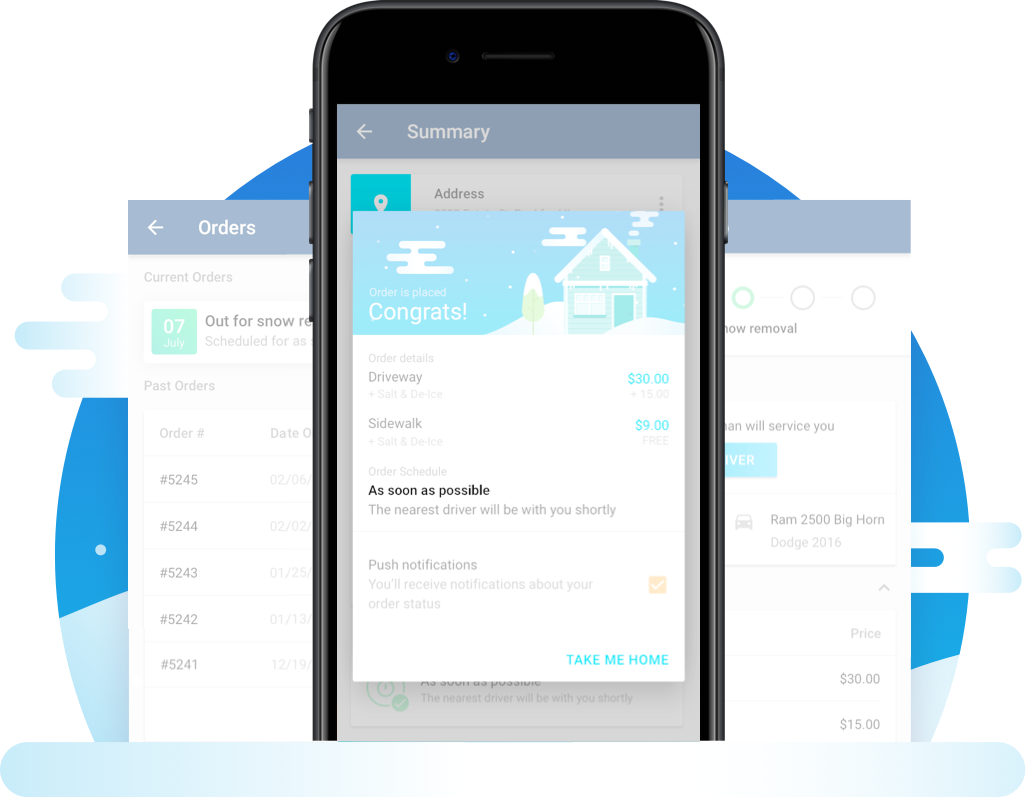 Summary
Address
Order is placed
Congrats!
Order details
Driveway
$30.00
+ Salt & De-Ice
+ 15.00
Sidewalk
$9.00
+ Salt & De-Ice
FREE
Order Schedule
As soon as possible
The nearest driver will be with you shortly
Push notifications
You'll receive notifications about your
order status
TAKE ME HOME
As soon as possible
The nearest driver will be with you shortly
Orders
Current Orders
07
July
Out for snow re
Scheduled for as
Past Orders
Order #
Date O
#5245
02/06/
#5244
02/02/
#5243
01/25/
#5242
01/13/
#5241
12/19/
now removal
an will service you
VER
Ram 2500 Big Horn
Dodge 2016
Price
$30.00
$15.00